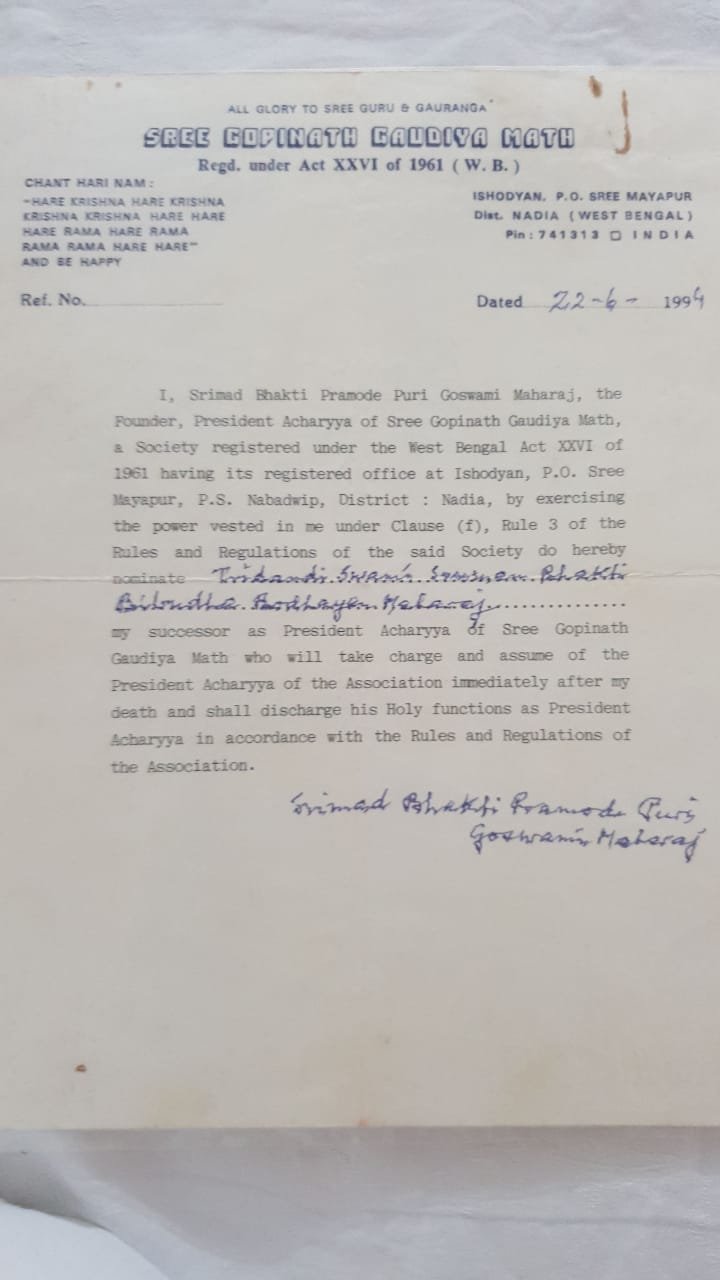 ALL GLORY TO SREE GURU & GAURANGA
SREE GOPINATH GAUDIYA MATH
Regd. under Act XXVI of 1961 ( W. B. )
CHANT HARI NAM :
"HARE KRISHNA HARE KRISHNA
KRISHNA KRISHNA HARE HARE
HARE RAMA HARE RAMA
RAMA RAMA HARE HARE"
AND BE HAPPY
ISHODYAN, P.O. SREE MAYAPUR
Dist. NADIA ( WEST BENGAL )
Pin : 741313 □ INDIA
Ref. No.
Dated 22-6- 1994
I, Srimad Bhakti Pramode Puri Goswami Maharaj, the
Founder, President Acharyya of Sree Gopinath Gaudiya Math,
a Society registered under the West Bengal Act XXVI of
1961 having its registered office at Ishodyan, P.O. Sree
Mayapur, P.S. Nabadwip, District : Nadia, by exercising
the power vested in me under Clause (f), Rule 3 of the
Rules and Regulations of the said Society do hereby
nominate Tridandi. Swami. Bhakti
Bibudha. Bodhayan. Maharaj..............
my successor as President Acharyya of Sree Gopinath
Gaudiya Math who will take charge and assume of the
President Acharyya of the Association immediately after my
death and shall discharge his Holy functions as President
Acharyya in accordance with the Rules and Regulations of
the Association.
Srimad Bhakti Pramode Puri
Goswami Maharaj